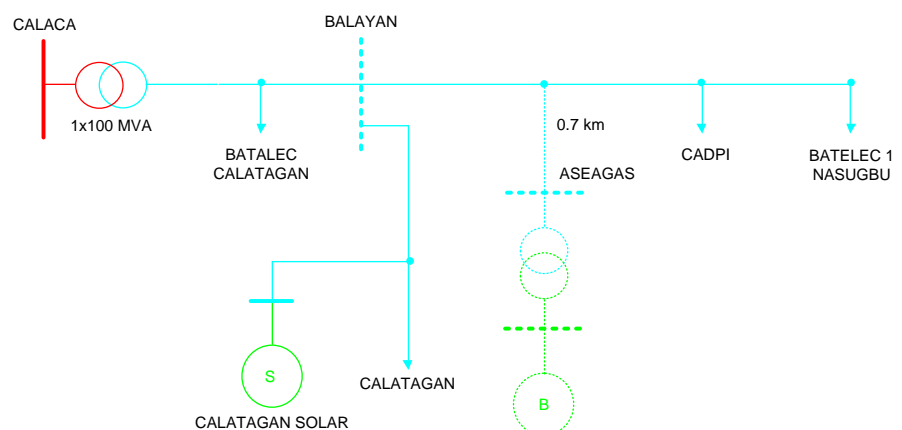 CALACA
BALAYAN
1x100 MVA
BATALEC
CALATAGAN
0.7 km
CADPI
BATELEC 1
NASUGBU
ASEAGAS
S
CALATAGAN
B
CALATAGAN SOLAR